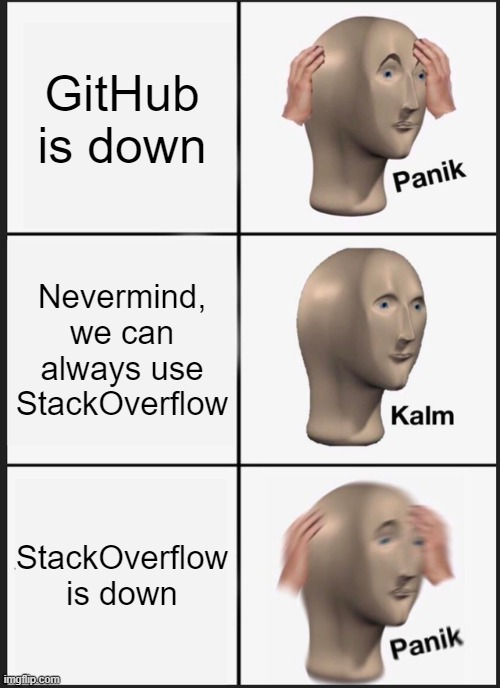 GitHub
is down
Panik
Nevermind,
we can
always use
StackOverflow
Kalm
StackOverflow
is down
Panik
imgflip.com